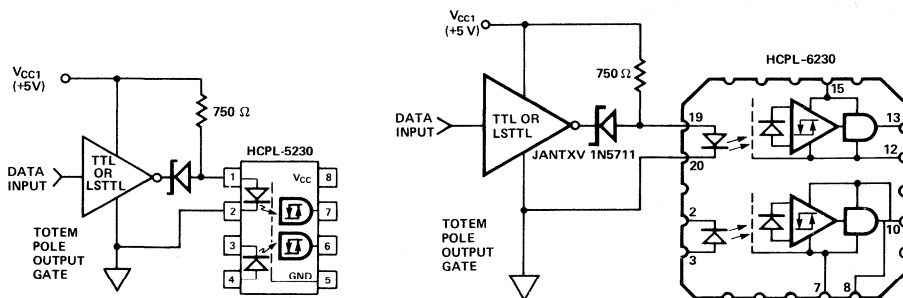 VCC1
(+5V)
750 Ω
DATA
INPUT
TTL
OR
LSTTL
TOTEM
POLE
OUTPUT
GATE
HCPL-5230
1
VCC
8
2
7
3
6
4
GND
5
VCC1
(+5 V)
750 Ω
DATA
INPUT
TTL OR
LSTTL
JANTXV 1N5711
TOTEM
POLE
OUTPUT
GATE
HCPL-6230
15
19
13
12
20
2
10
3
7
8